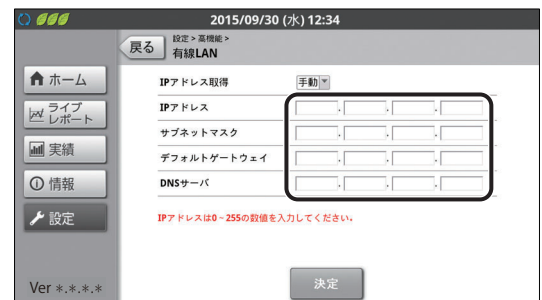 2015/09/30 (水) 12:34
戻る
設定 > 高機能 >
有線LAN
ホーム
ライブ
レポート
実績
情報
設定
Ver *.*.*.*
IPアドレス取得 手動
IPアドレス . . .
サブネットマスク . . .
デフォルトゲートウェイ . . .
DNSサーバ . . .
IPアドレスは0~255の数値を入力してください。
決定